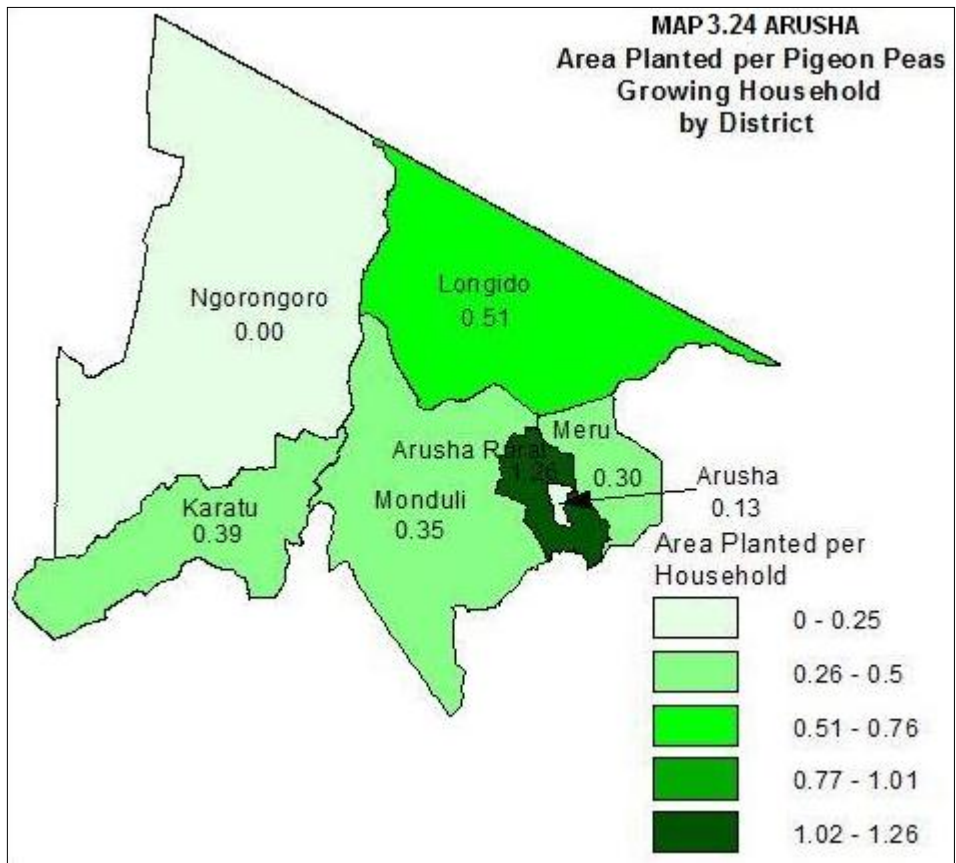 MAP 3.24 ARUSHA
Area Planted per Pigeon Peas
Growing Household
by District
Ngorongoro
0.00
Longido
0.51
Meru
0.30
Arusha Rural
1.26
Arusha
0.13
Karatu
0.39
Monduli
0.35
Area Planted per
Household
0 - 0.25
0.26 - 0.5
0.51 - 0.76
0.77 - 1.01
1.02 - 1.26